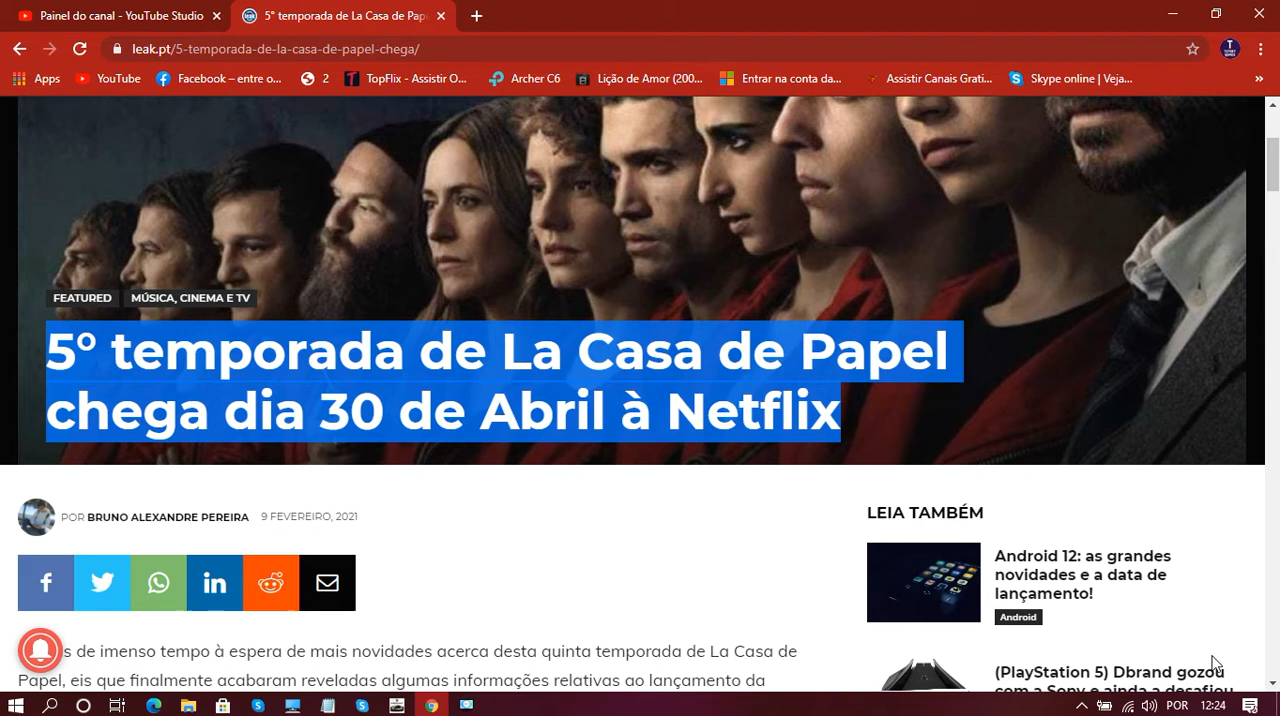 Painel do canal - YouTube Studio
5° temporada de La Casa de Pape
leak.pt/5-temporada-de-la-casa-de-papel-chega/
Apps
YouTube
Facebook – entre o...
2
TopFlix - Assistir O...
Archer C6
Lição de Amor (200...
Entrar na conta da...
Assistir Canais Grati...
Skype online | Veja...
»
FEATURED
MÚSICA, CINEMA E TV
5º temporada de La Casa de Papel
chega dia 30 de Abril à Netflix
POR BRUNO ALEXANDRE PEREIRA 9 FEVEREIRO, 2021
LEIA TAMBÉM
Android 12: as grandes
novidades e a data de
lançamento!
Android
(PlayStation 5) Dbrand gozou
com a Sony e ainda a desafiou
s de imenso tempo à espera de mais novidades acerca desta quinta temporada de La Casa de
Papel, eis que finalmente acabaram reveladas algumas informações relativas ao lançamento da
POR
12:24